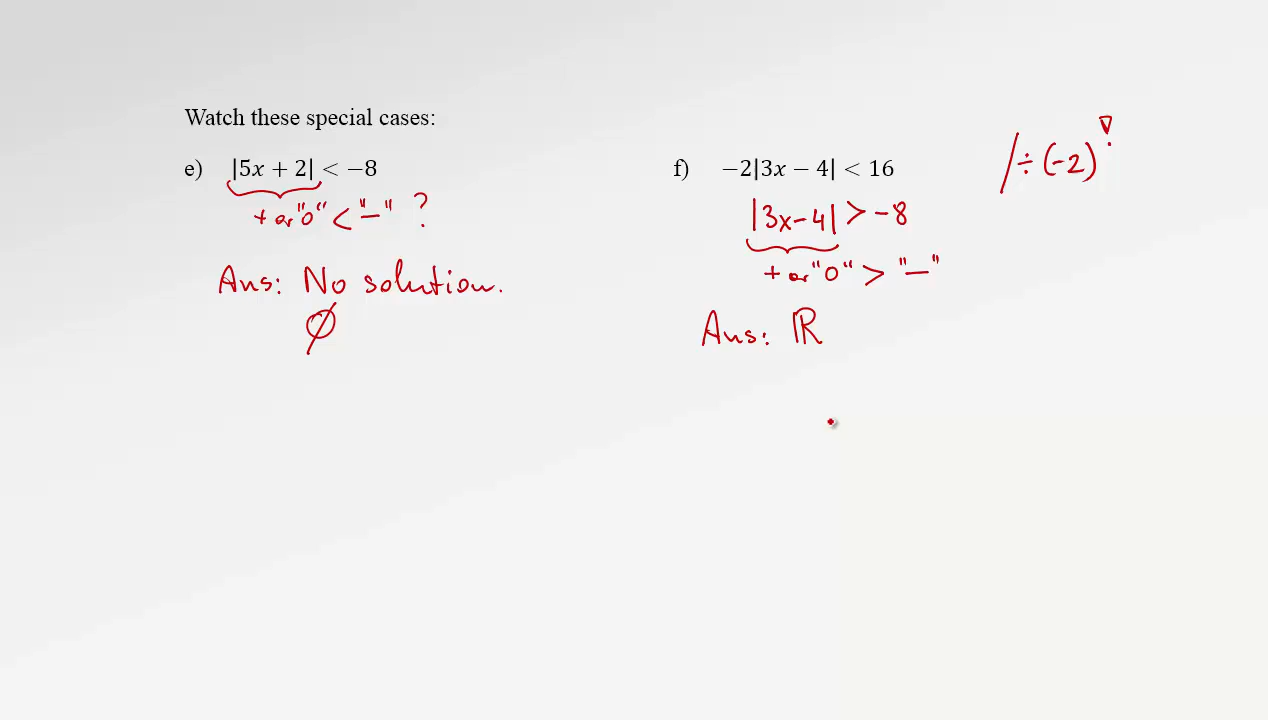 Watch these special cases:
e) |5x + 2| < −8
+ or "0" < "−" ?
Ans: No solution.
∅
f) −2|3x − 4| < 16
/ ÷ (-2) !
|3x-4| > -8
+ or "0" > "−"
Ans: ℝ